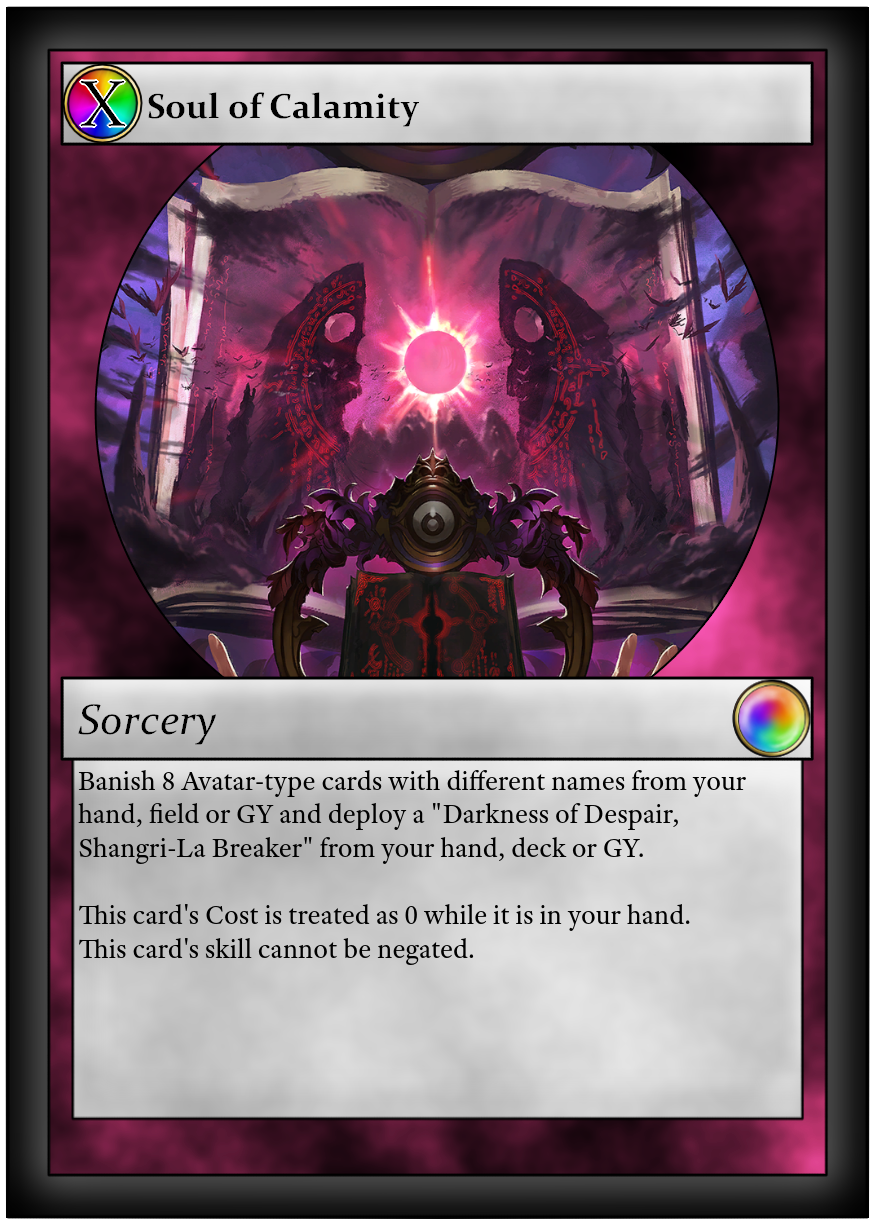 X
Soul of Calamity
Sorcery
Banish 8 Avatar-type cards with different names from your
hand, field or GY and deploy a "Darkness of Despair,
Shangri-La Breaker" from your hand, deck or GY.
This card's Cost is treated as 0 while it is in your hand.
This card's skill cannot be negated.